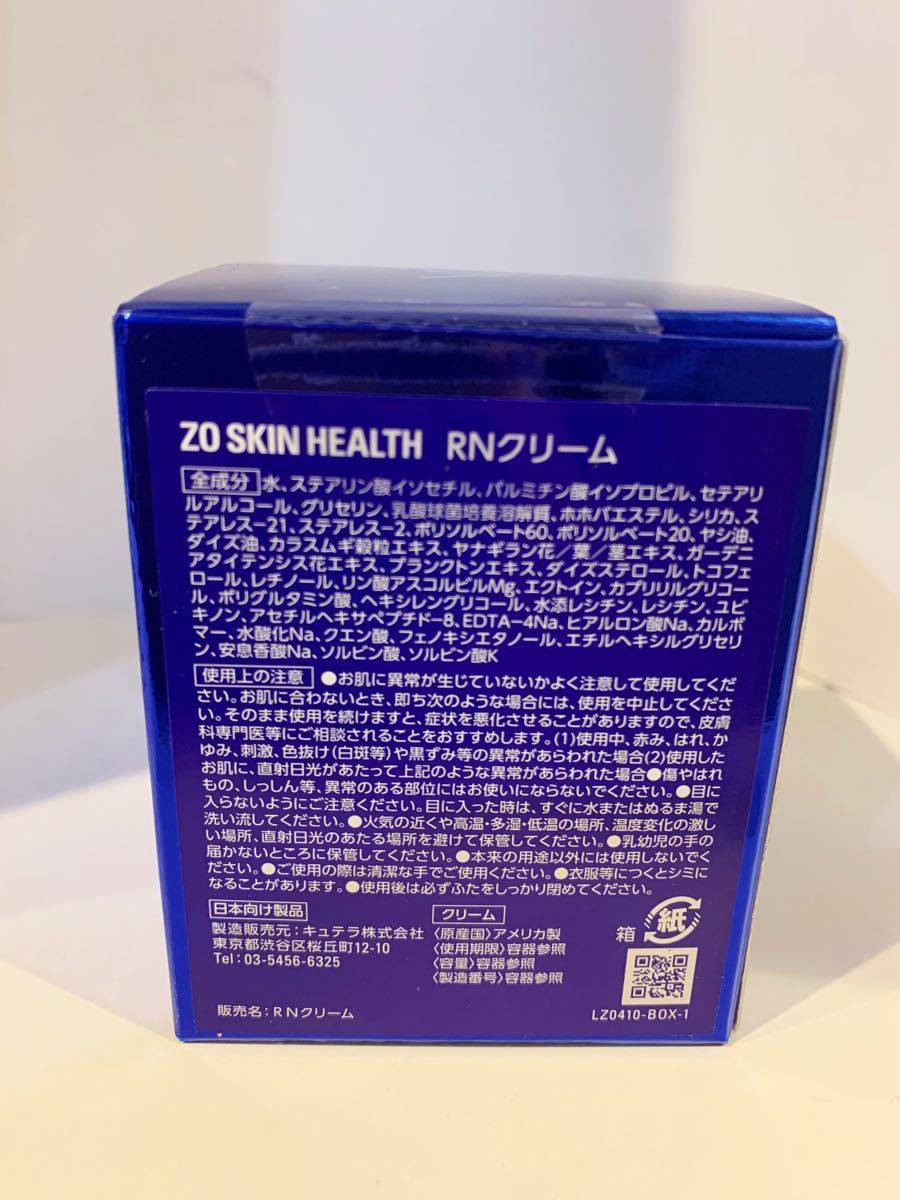 ZO SKIN HEALTH RNクリーム
全成分 水、ステアリン酸イソセチル、パルミチン酸イソプロピル、セテアリ
ルアルコール、グリセリン、乳酸球菌培養溶解質、ホホバエステル、シリカ、ス
テアレス-21、ステアレス-2、ポリソルベート60、ポリソルベート20、ヤシ油、
ダイズ油、カラスムギ穀粒エキス、ヤナギラン花/葉/茎エキス、ガーデニ
アタイテンシス花エキス、プランクトンエキス、ダイズステロール、トコフェ
ロール、レチノール、リン酸アスコルビルMg、エクトイン、カプリリルグリコー
ル、ポリグルタミン酸、ヘキシレングリコール、水添レシチン、レシチン、ユビ
キノン、アセチルヘキサペプチド-8、EDTA-4Na、ヒアルロン酸Na、カルボ
マー、水酸化Na、クエン酸、フェノキシエタノール、エチルヘキシルグリセリ
ン、安息香酸Na、ソルビン酸、ソルビン酸K
使用上の注意 ●お肌に異常が生じていないかよく注意して使用してくだ
さい。お肌に合わないとき、即ち次のような場合には、使用を中止してくださ
い。そのまま使用を続けますと、症状を悪化させることがありますので、皮膚
科専門医等にご相談されることをおすすめします。(1)使用中、赤み、はれ、か
ゆみ、刺激、色抜け(白斑等)や黒ずみ等の異常があらわれた場合(2)使用した
お肌に、直射日光があたって上記のような異常があらわれた場合●傷やはれ
もの、しっしん等、異常のある部位にはお使いにならないでください。●目に
入らないようにご注意ください。目に入った時は、すぐに水またはぬるま湯で
洗い流してください。●火気の近くや高温・多湿・低温の場所、温度変化の激し
い場所、直射日光のあたる場所を避けて保管してください。●乳幼児の手の
届かないところに保管してください。●本来の用途以外には使用しないでく
ださい。●ご使用の際は清潔な手でご使用ください。●衣服等につくとシミに
なることがあります。●使用後は必ずふたをしっかり閉めてください。
日本向け製品
製造販売元:キュテラ株式会社
東京都渋谷区桜丘町12-10
Tel:03-5456-6325
クリーム
〈原産国〉アメリカ製
〈使用期限〉容器参照
〈容量〉容器参照
〈製造番号〉容器参照
箱 紙
販売名:RNクリーム
LZ0410-BOX-1